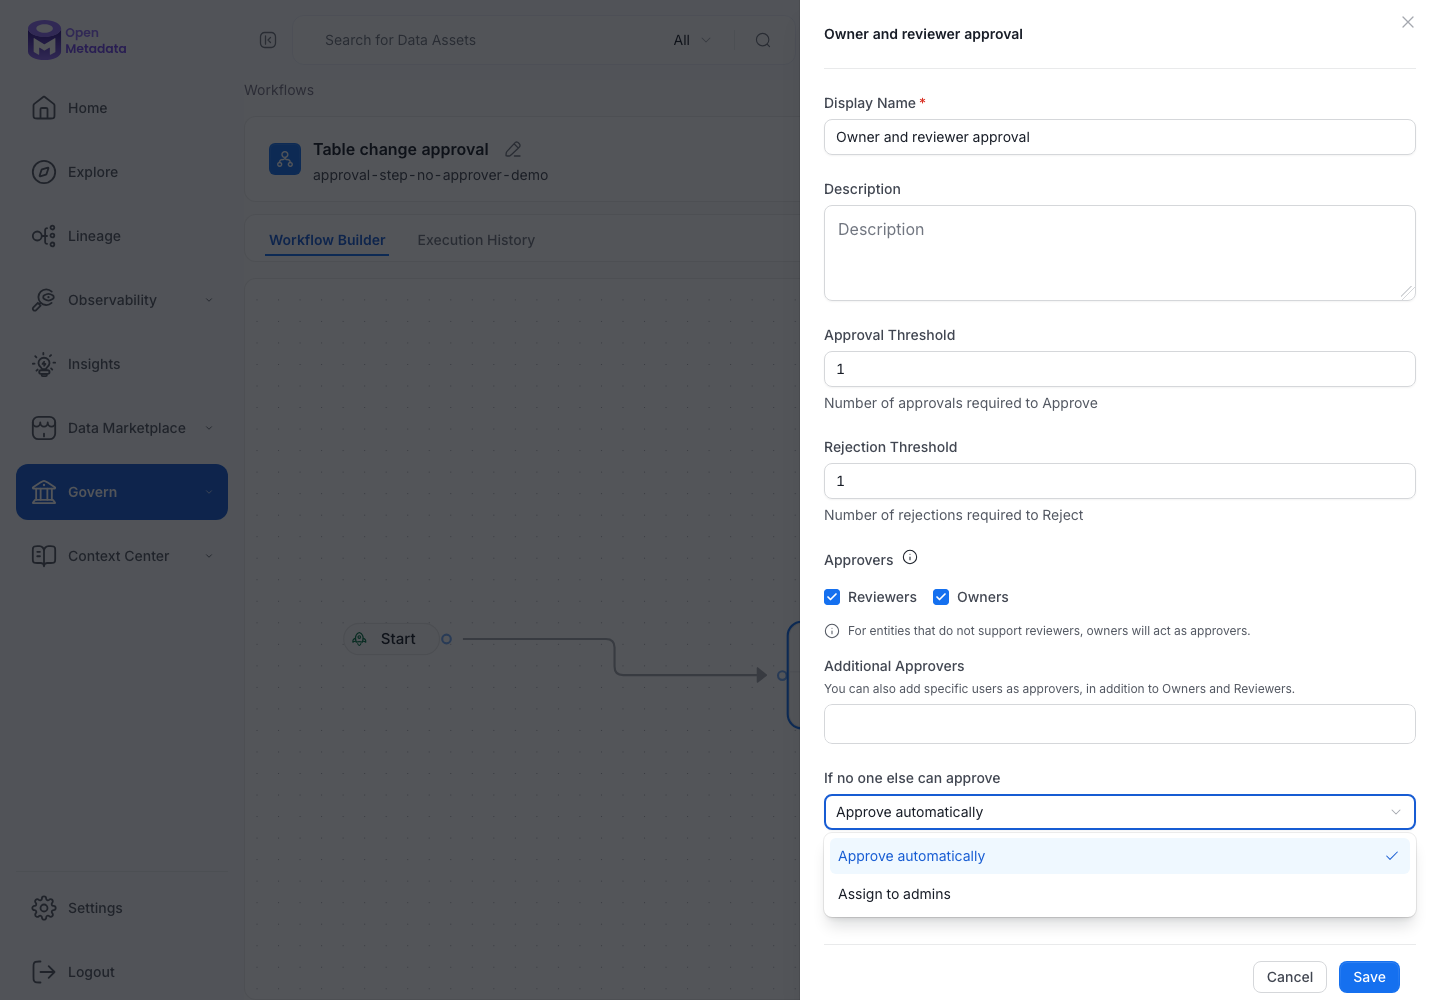 Open
Metadata
Home
Explore
Lineage
Observability
Insights
Data Marketplace
Govern
Context Center
Settings
Logout
Search for Data Assets
All
Workflows
Table change approval
approval-step-no-approver-demo
Workflow Builder
Execution History
Start
Owner and reviewer approval
Display Name *
Owner and reviewer approval
Description
Description
Approval Threshold
1
Number of approvals required to Approve
Rejection Threshold
1
Number of rejections required to Reject
Approvers
Reviewers
Owners
For entities that do not support reviewers, owners will act as approvers.
Additional Approvers
You can also add specific users as approvers, in addition to Owners and Reviewers.
If no one else can approve
Approve automatically
Approve automatically
Assign to admins
Cancel
Save